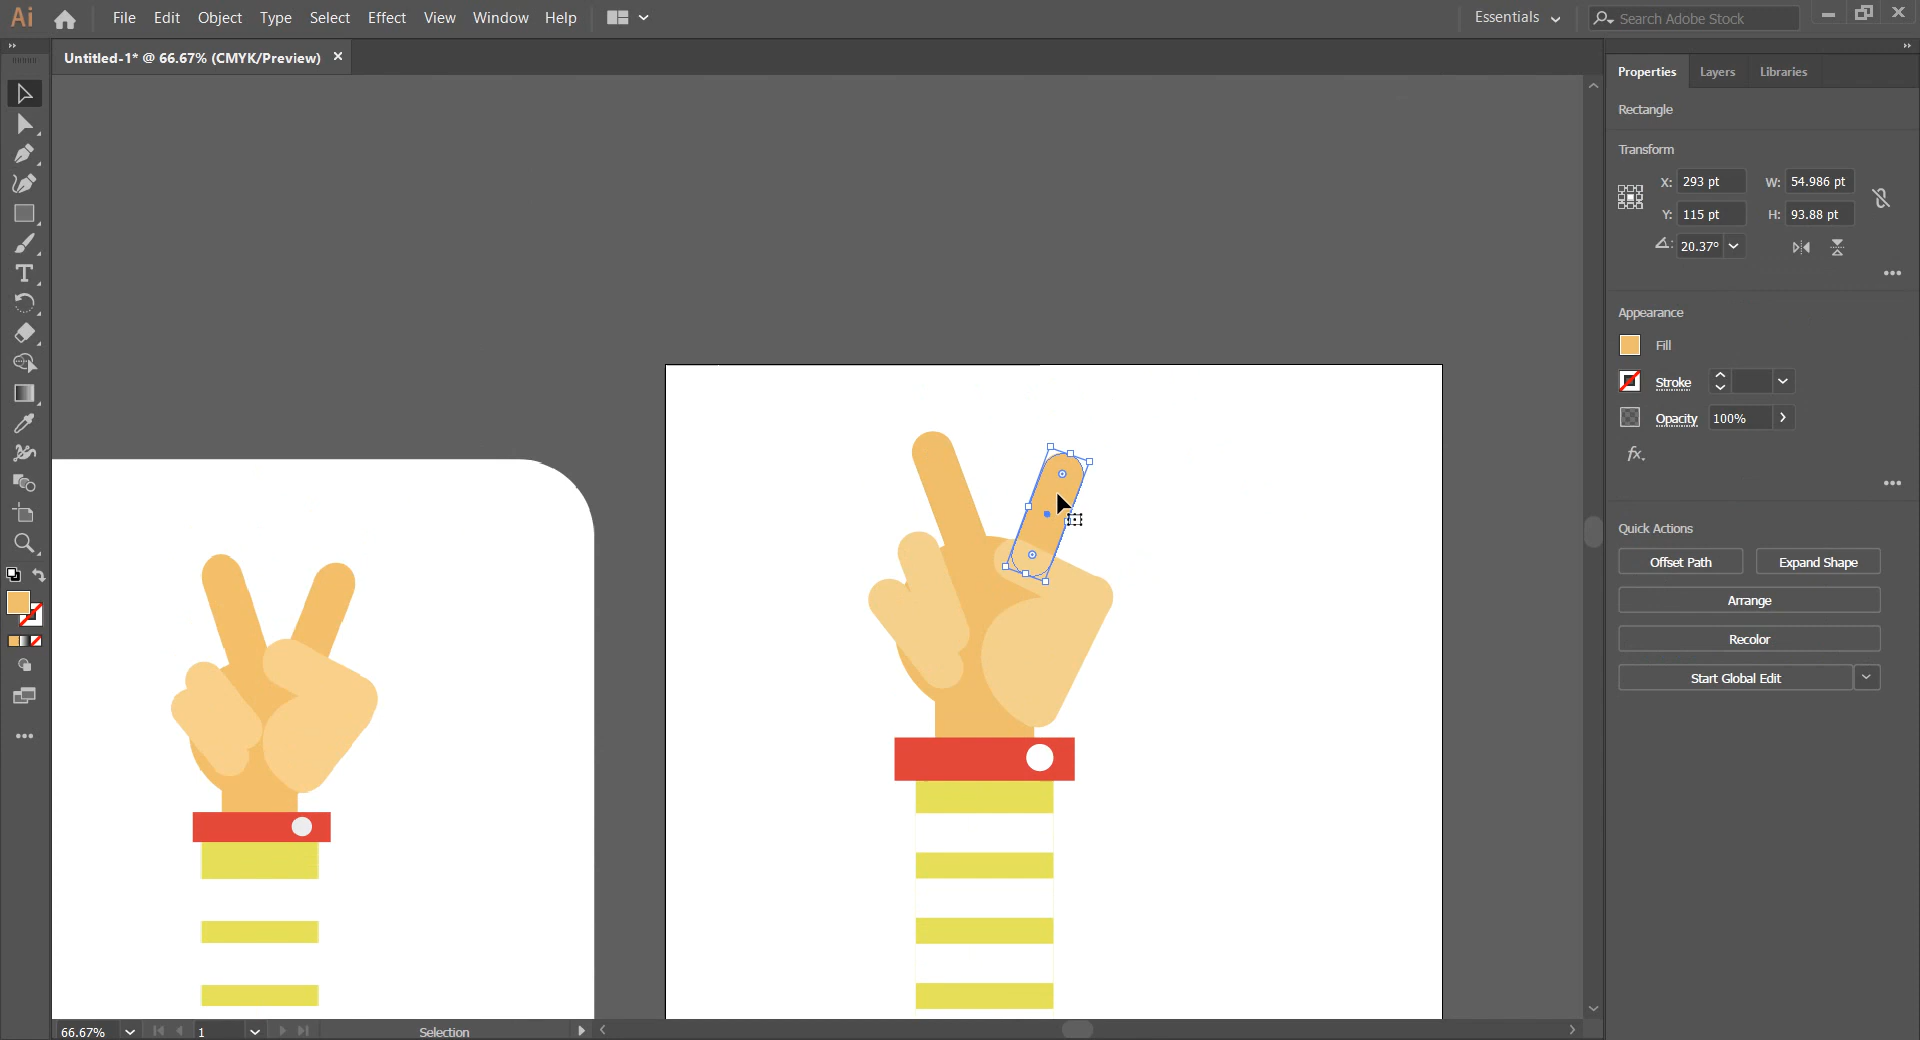 Ai File Edit Object Type Select Effect View Window Help Essentials Search Adobe Stock
Untitled-1* @ 66.67% (CMYK/Preview)
Properties Layers Libraries
Rectangle
Transform
X: 293 pt W: 54.986 pt
Y: 115 pt H: 93.88 pt
20.37°
Appearance
Fill
Stroke
Opacity 100%
fx.
Quick Actions
Offset Path Expand Shape
Arrange
Recolor
Start Global Edit
66.67% 1 Selection